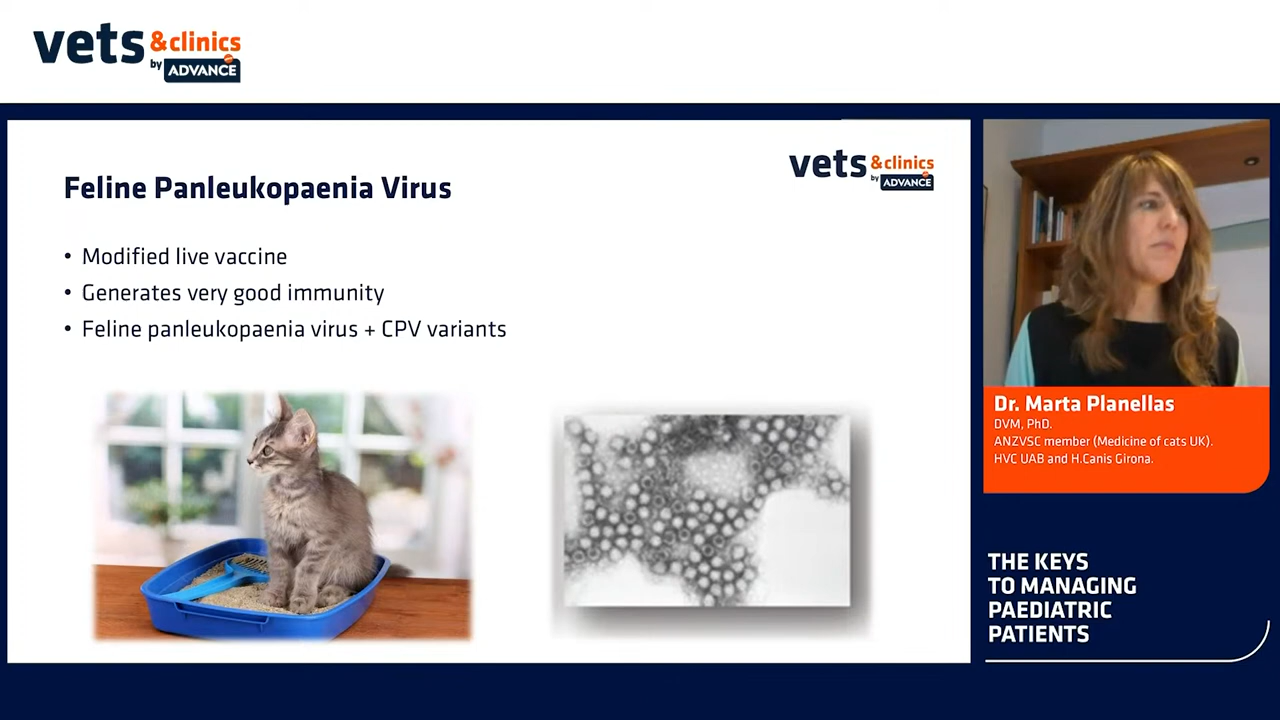 vets &clinics
by ADVANCE
vets &clinics
by ADVANCE
Feline Panleukopaenia Virus
• Modified live vaccine
• Generates very good immunity
• Feline panleukopaenia virus + CPV variants
Dr. Marta Planellas
DVM, PhD.
ANZVSC member (Medicine of cats UK).
HVC UAB and H.Canis Girona.
THE KEYS
TO MANAGING
PAEDIATRIC
PATIENTS